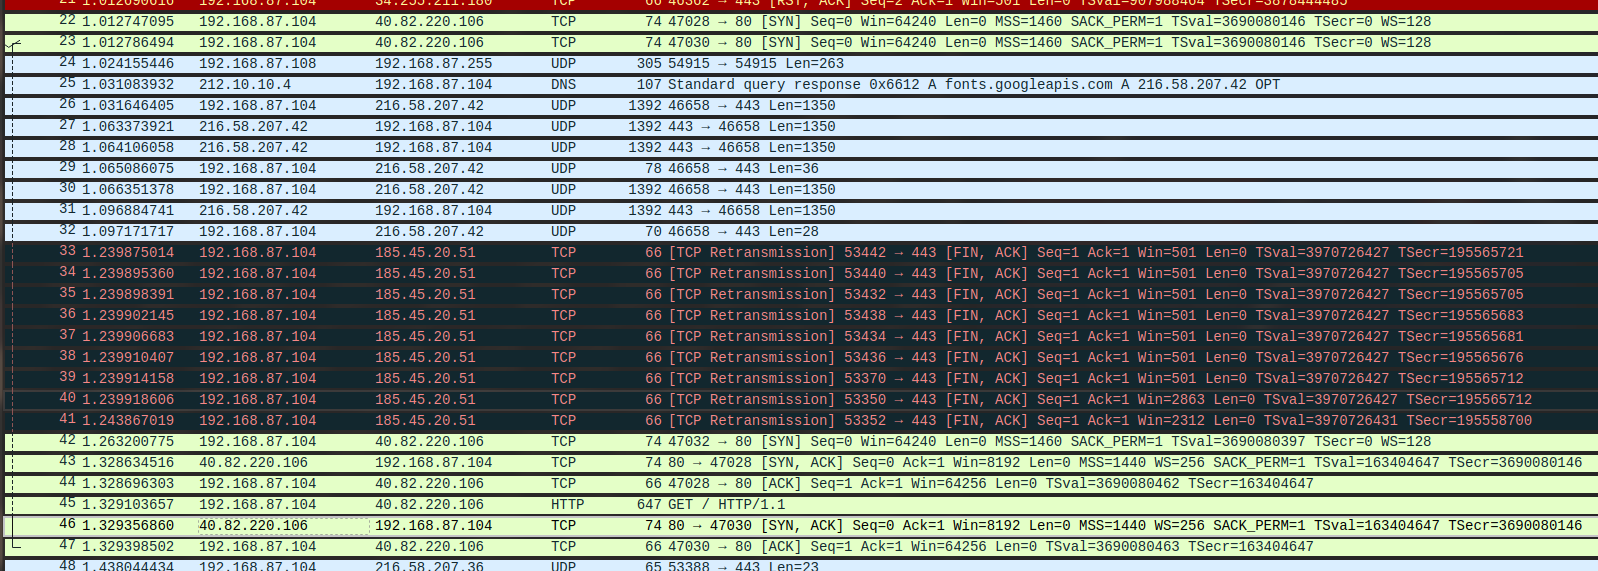 21 1.012690616 192.168.87.104 34.255.211.180 TCP 66 46362 → 443 [RST, ACK] Seq=2 Ack=1 Win=501 Len=0 TSval=907988464 TSecr=3878444485
22 1.012747095 192.168.87.104 40.82.220.106 TCP 74 47028 → 80 [SYN] Seq=0 Win=64240 Len=0 MSS=1460 SACK_PERM=1 TSval=3690080146 TSecr=0 WS=128
23 1.012786494 192.168.87.104 40.82.220.106 TCP 74 47030 → 80 [SYN] Seq=0 Win=64240 Len=0 MSS=1460 SACK_PERM=1 TSval=3690080146 TSecr=0 WS=128
24 1.024155446 192.168.87.108 192.168.87.255 UDP 305 54915 → 54915 Len=263
25 1.031083932 212.10.10.4 192.168.87.104 DNS 107 Standard query response 0x6612 A fonts.googleapis.com A 216.58.207.42 OPT
26 1.031646405 192.168.87.104 216.58.207.42 UDP 1392 46658 → 443 Len=1350
27 1.063373921 216.58.207.42 192.168.87.104 UDP 1392 443 → 46658 Len=1350
28 1.064106058 216.58.207.42 192.168.87.104 UDP 1392 443 → 46658 Len=1350
29 1.065086075 192.168.87.104 216.58.207.42 UDP 78 46658 → 443 Len=36
30 1.066351378 192.168.87.104 216.58.207.42 UDP 1392 46658 → 443 Len=1350
31 1.096884741 216.58.207.42 192.168.87.104 UDP 1392 443 → 46658 Len=1350
32 1.097171717 192.168.87.104 216.58.207.42 UDP 70 46658 → 443 Len=28
33 1.239875014 192.168.87.104 185.45.20.51 TCP 66 [TCP Retransmission] 53442 → 443 [FIN, ACK] Seq=1 Ack=1 Win=501 Len=0 TSval=3970726427 TSecr=195565721
34 1.239895360 192.168.87.104 185.45.20.51 TCP 66 [TCP Retransmission] 53440 → 443 [FIN, ACK] Seq=1 Ack=1 Win=501 Len=0 TSval=3970726427 TSecr=195565705
35 1.239898391 192.168.87.104 185.45.20.51 TCP 66 [TCP Retransmission] 53432 → 443 [FIN, ACK] Seq=1 Ack=1 Win=501 Len=0 TSval=3970726427 TSecr=195565705
36 1.239902145 192.168.87.104 185.45.20.51 TCP 66 [TCP Retransmission] 53438 → 443 [FIN, ACK] Seq=1 Ack=1 Win=501 Len=0 TSval=3970726427 TSecr=195565683
37 1.239906683 192.168.87.104 185.45.20.51 TCP 66 [TCP Retransmission] 53434 → 443 [FIN, ACK] Seq=1 Ack=1 Win=501 Len=0 TSval=3970726427 TSecr=195565681
38 1.239910407 192.168.87.104 185.45.20.51 TCP 66 [TCP Retransmission] 53436 → 443 [FIN, ACK] Seq=1 Ack=1 Win=501 Len=0 TSval=3970726427 TSecr=195565676
39 1.239914158 192.168.87.104 185.45.20.51 TCP 66 [TCP Retransmission] 53370 → 443 [FIN, ACK] Seq=1 Ack=1 Win=501 Len=0 TSval=3970726427 TSecr=195565712
40 1.239918606 192.168.87.104 185.45.20.51 TCP 66 [TCP Retransmission] 53350 → 443 [FIN, ACK] Seq=1 Ack=1 Win=2863 Len=0 TSval=3970726427 TSecr=195565712
41 1.243867019 192.168.87.104 185.45.20.51 TCP 66 [TCP Retransmission] 53352 → 443 [FIN, ACK] Seq=1 Ack=1 Win=2312 Len=0 TSval=3970726431 TSecr=195558700
42 1.263200775 192.168.87.104 40.82.220.106 TCP 74 47032 → 80 [SYN] Seq=0 Win=64240 Len=0 MSS=1460 SACK_PERM=1 TSval=3690080397 TSecr=0 WS=128
43 1.328634516 40.82.220.106 192.168.87.104 TCP 74 80 → 47028 [SYN, ACK] Seq=0 Ack=1 Win=8192 Len=0 MSS=1440 WS=256 SACK_PERM=1 TSval=163404647 TSecr=3690080146
44 1.328696303 192.168.87.104 40.82.220.106 TCP 66 47028 → 80 [ACK] Seq=1 Ack=1 Win=64256 Len=0 TSval=3690080462 TSecr=163404647
45 1.329103657 192.168.87.104 40.82.220.106 HTTP 647 GET / HTTP/1.1
46 1.329356860 40.82.220.106 192.168.87.104 TCP 74 80 → 47030 [SYN, ACK] Seq=0 Ack=1 Win=8192 Len=0 MSS=1440 WS=256 SACK_PERM=1 TSval=163404647 TSecr=3690080146
47 1.329398502 192.168.87.104 40.82.220.106 TCP 66 47030 → 80 [ACK] Seq=1 Ack=1 Win=64256 Len=0 TSval=3690080463 TSecr=163404647
48 1.438044434 192.168.87.104 216.58.207.36 UDP 65 53388 → 443 Len=23